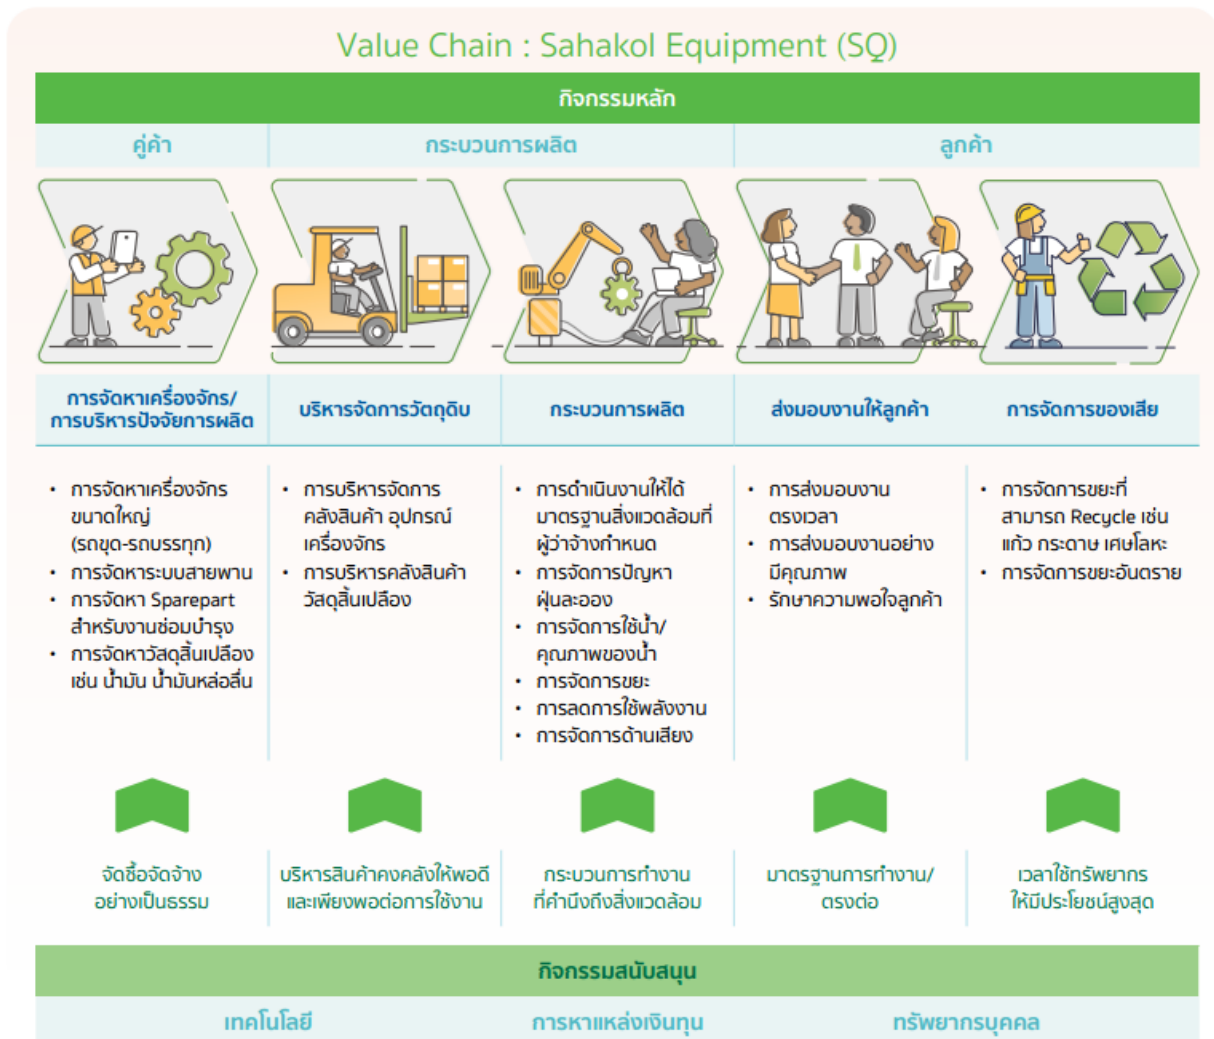 Value Chain : Sahakol Equipment (SQ)
กิจกรรมหลัก
คู่ค้า
กระบวนการผลิต
ลูกค้า
การจัดหาเครื่องจักร/
การบริหารปัจจัยการผลิต
บริหารจัดการวัตถุดิบ
กระบวนการผลิต
ส่งมอบงานให้ลูกค้า
การจัดการของเสีย
• การจัดหาเครื่องจักร
ขนาดใหญ่
(รถขุด-รถบรรทุก)
• การจัดหาระบบสายพาน
• การจัดหา Sparepart
สำหรับงานซ่อมบำรุง
• การจัดหาวัสดุสิ้นเปลือง
เช่น น้ำมัน น้ำมันหล่อลื่น
• การบริหารจัดการ
คลังสินค้า อุปกรณ์
เครื่องจักร
• การบริหารคลังสินค้า
วัสดุสิ้นเปลือง
• การดำเนินงานให้ได้
มาตรฐานสิ่งแวดล้อมที่
ผู้ว่าจ้างกำหนด
• การจัดการปัญหา
ฝุ่นละออง
• การจัดการใช้น้ำ/
คุณภาพของน้ำ
• การจัดการขยะ
• การลดการใช้พลังงาน
• การจัดการด้านเสียง
• การส่งมอบงาน
ตรงเวลา
• การส่งมอบงานอย่าง
มีคุณภาพ
• รักษาความพอใจลูกค้า
• การจัดการขยะที่
สามารถ Recycle เช่น
แก้ว กระดาษ เศษโลหะ
• การจัดการขยะอันตราย
จัดซื้อจัดจ้าง
อย่างเป็นธรรม
บริหารสินค้าคงคลังให้พอดี
และเพียงพอต่อการใช้งาน
กระบวนการทำงาน
ที่คำนึงถึงสิ่งแวดล้อม
มาตรฐานการทำงาน/
ตรงต่อ
เวลาใช้ทรัพยากร
ให้มีประโยชน์สูงสุด
กิจกรรมสนับสนุน
เทคโนโลยี
การหาแหล่งเงินทุน
ทรัพยากรบุคคล